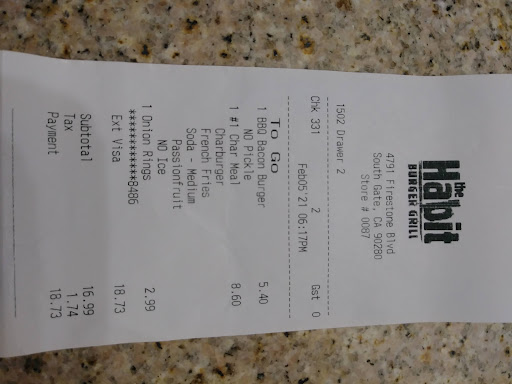 the
Habit
BURGER GRILL
4791 Firestone Blvd
South Gate, CA 90280
Store # 0087
1502 Drawer 2
Chk 331 2 Gst 0
Feb05'21 06:17PM
To Go
1 BBQ Bacon Burger 5.40
NO Pickle
1 #1 Char Meal 8.60
Charburger
French Fries
Soda - Medium
Passionfruit
NO Ice
1 Onion Rings 2.99
************8486
Ext Visa 18.73
Subtotal 16.99
Tax 1.74
Payment 18.73